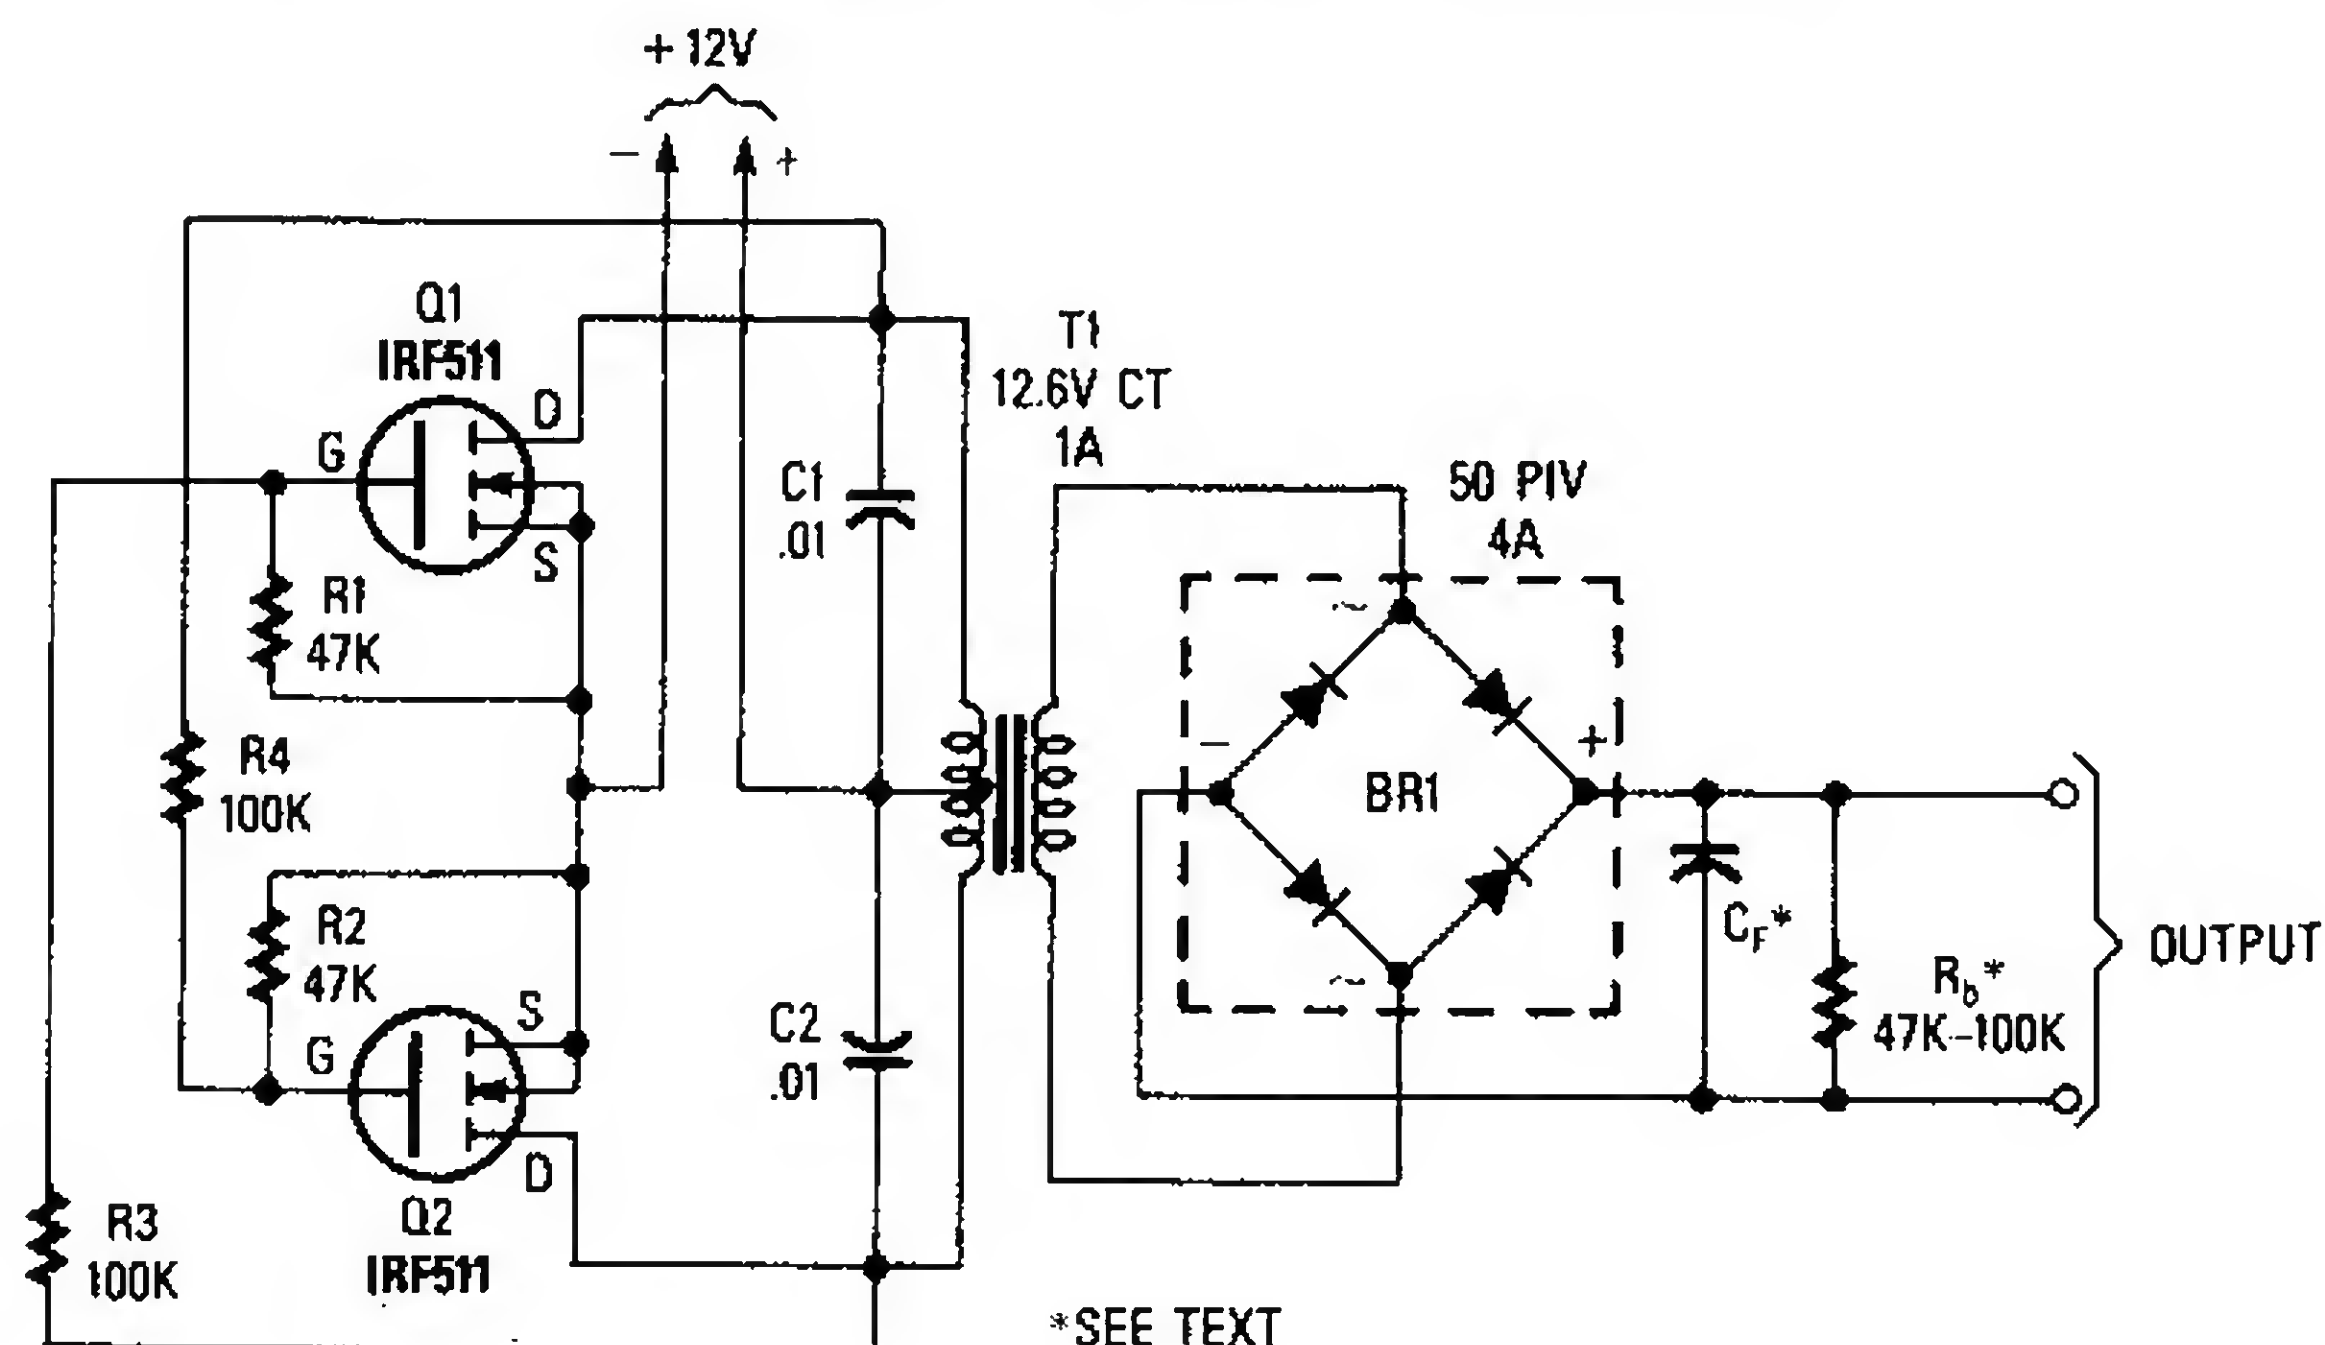 + 12V
−
+
Q1
IRF511
D
G
S
T1
12.6V CT
1A
C1
.01
50 PIV
4A
R1
47K
~
R4
100K
−
+
BR1
R2
47K
CF*
OUTPUT
~
Rb*
47K-100K
S
G
C2
.01
D
Q2
IRF511
R3
100K
*SEE TEXT